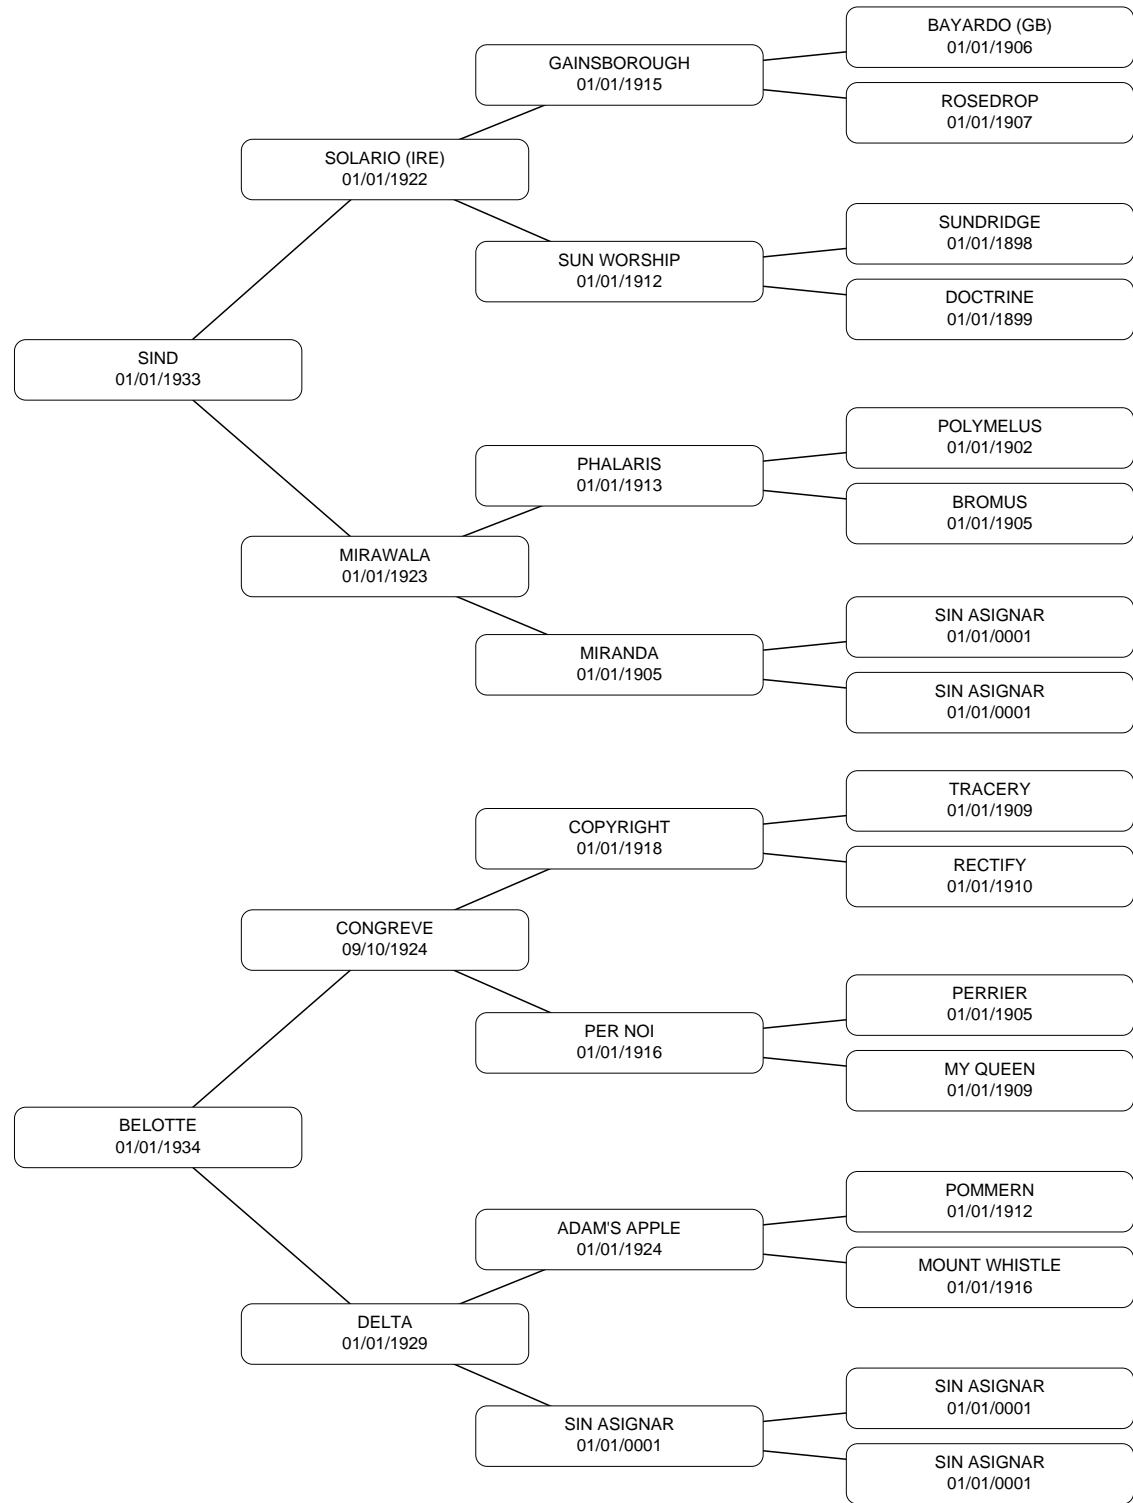 BAYARDO (GB)
01/01/1906
GAINSBOROUGH
01/01/1915
ROSEDROP
01/01/1907
SOLARIO (IRE)
01/01/1922
SUNDRIDGE
01/01/1898
SUN WORSHIP
01/01/1912
DOCTRINE
01/01/1899
SIND
01/01/1933
POLYMELUS
01/01/1902
PHALARIS
01/01/1913
BROMUS
01/01/1905
MIRAWALA
01/01/1923
SIN ASIGNAR
01/01/0001
MIRANDA
01/01/1905
SIN ASIGNAR
01/01/0001
TRACERY
01/01/1909
COPYRIGHT
01/01/1918
RECTIFY
01/01/1910
CONGREVE
09/10/1924
PERRIER
01/01/1905
PER NOI
01/01/1916
MY QUEEN
01/01/1909
BELOTTE
01/01/1934
POMMERN
01/01/1912
ADAM'S APPLE
01/01/1924
MOUNT WHISTLE
01/01/1916
DELTA
01/01/1929
SIN ASIGNAR
01/01/0001
SIN ASIGNAR
01/01/0001
SIN ASIGNAR
01/01/0001